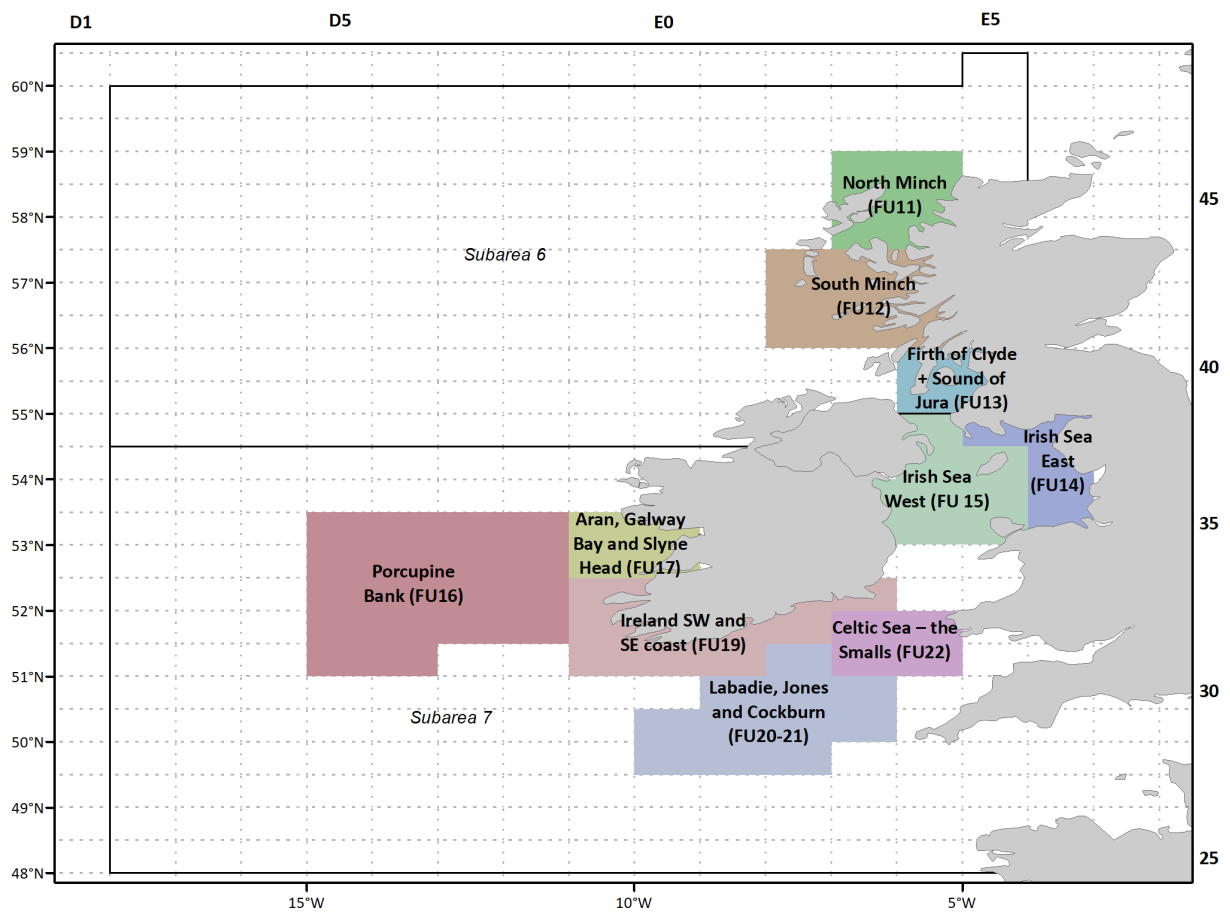 D1 D5 E0 E5
60°N
59°N
North Minch
(FU11)
45
58°N
Subarea 6
57°N
South Minch
(FU12)
56°N
Firth of Clyde
+ Sound of
Jura (FU13)
40
55°N
Irish Sea
East
(FU14)
54°N
Irish Sea
West (FU 15)
35
53°N
Aran, Galway
Bay and Slyne
Head (FU17)
Porcupine
Bank (FU16)
52°N
Ireland SW and
SE coast (FU19)
Celtic Sea – the
Smalls (FU22)
51°N
30
Labadie, Jones
and Cockburn
(FU20-21)
Subarea 7
50°N
49°N
48°N
25
15°W 10°W 5°W